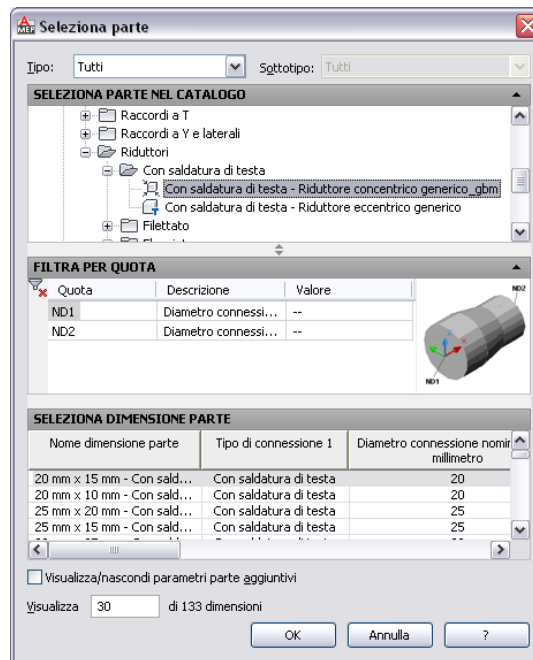 MEP Seleziona parte
Tipo: Tutti Sottotipo: Tutti
SELEZIONA PARTE NEL CATALOGO
Raccordi a T
Raccordi a Y e laterali
Riduttori
Con saldatura di testa
Con saldatura di testa - Riduttore concentrico generico_gbm
Con saldatura di testa - Riduttore eccentrico generico
Filettato
FILTRA PER QUOTA
Quota Descrizione Valore
ND1 Diametro connessi... --
ND2 Diametro connessi... --
ND2
ND1
SELEZIONA DIMENSIONE PARTE
Nome dimensione parte Tipo di connessione 1 Diametro connessione nomin
millimetro
20 mm x 15 mm - Con sald... Con saldatura di testa 20
20 mm x 10 mm - Con sald... Con saldatura di testa 20
25 mm x 20 mm - Con sald... Con saldatura di testa 25
25 mm x 15 mm - Con sald... Con saldatura di testa 25
Visualizza/nascondi parametri parte aggiuntivi
Visualizza 30 di 133 dimensioni
OK Annulla ?